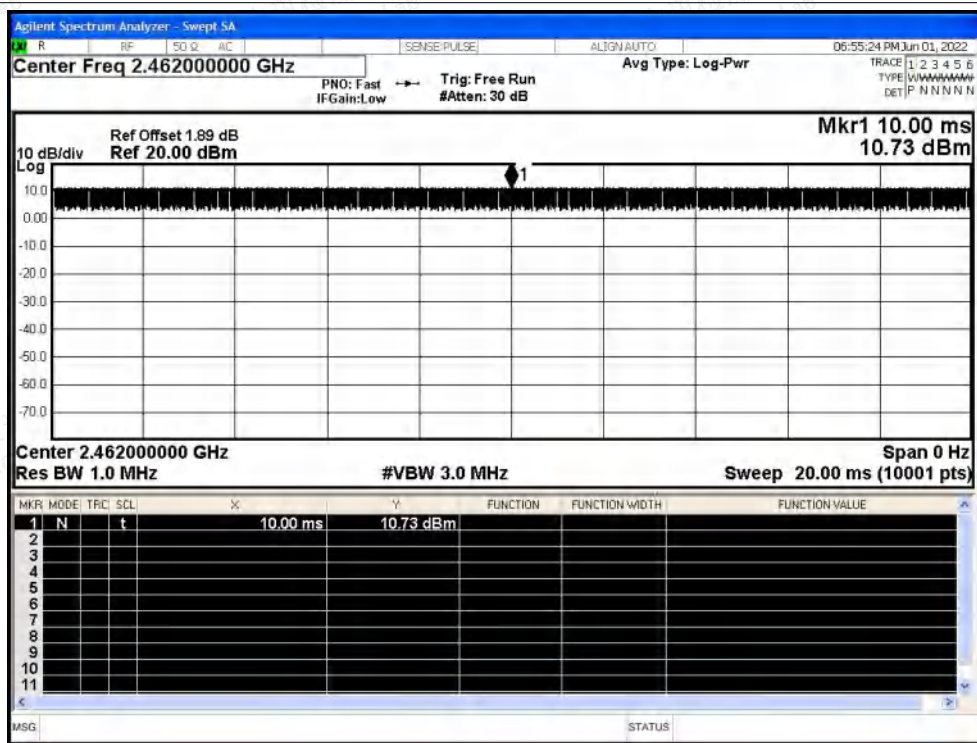 Agilent Spectrum Analyzer - Swept SA
R RF 50 Ω AC SENSE:PULSE ALIGN AUTO 06:55:24 PM Jun 01, 2022
Center Freq 2.462000000 GHz
PNO: Fast
IFGain:Low
Trig: Free Run
#Atten: 30 dB
Avg Type: Log-Pwr
TRACE 1 2 3 4 5 6
TYPE
DET P N N N N N
Ref Offset 1.89 dB
10 dB/div Ref 20.00 dBm
Log
Mkr1 10.00 ms
10.73 dBm
1
10.0
0.00
-10.0
-20.0
-30.0
-40.0
-50.0
-60.0
-70.0
Center 2.462000000 GHz Span 0 Hz
Res BW 1.0 MHz #VBW 3.0 MHz Sweep 20.00 ms (10001 pts)
MKR MODE TRC SCL X Y FUNCTION FUNCTION WIDTH FUNCTION VALUE
1 N t 10.00 ms 10.73 dBm
2
3
4
5
6
7
8
9
10
11
MSG STATUS